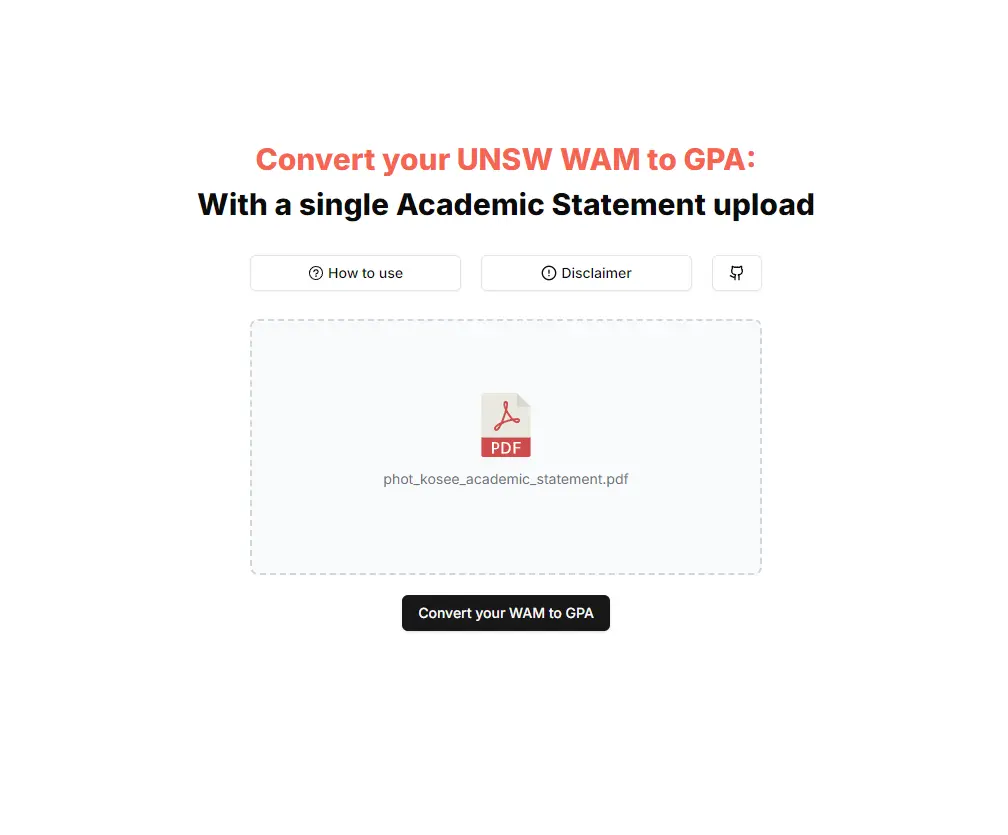 Convert your UNSW WAM to GPA:
With a single Academic Statement upload
How to use
Disclaimer
PDF
phot_kosee_academic_statement.pdf
Convert your WAM to GPA